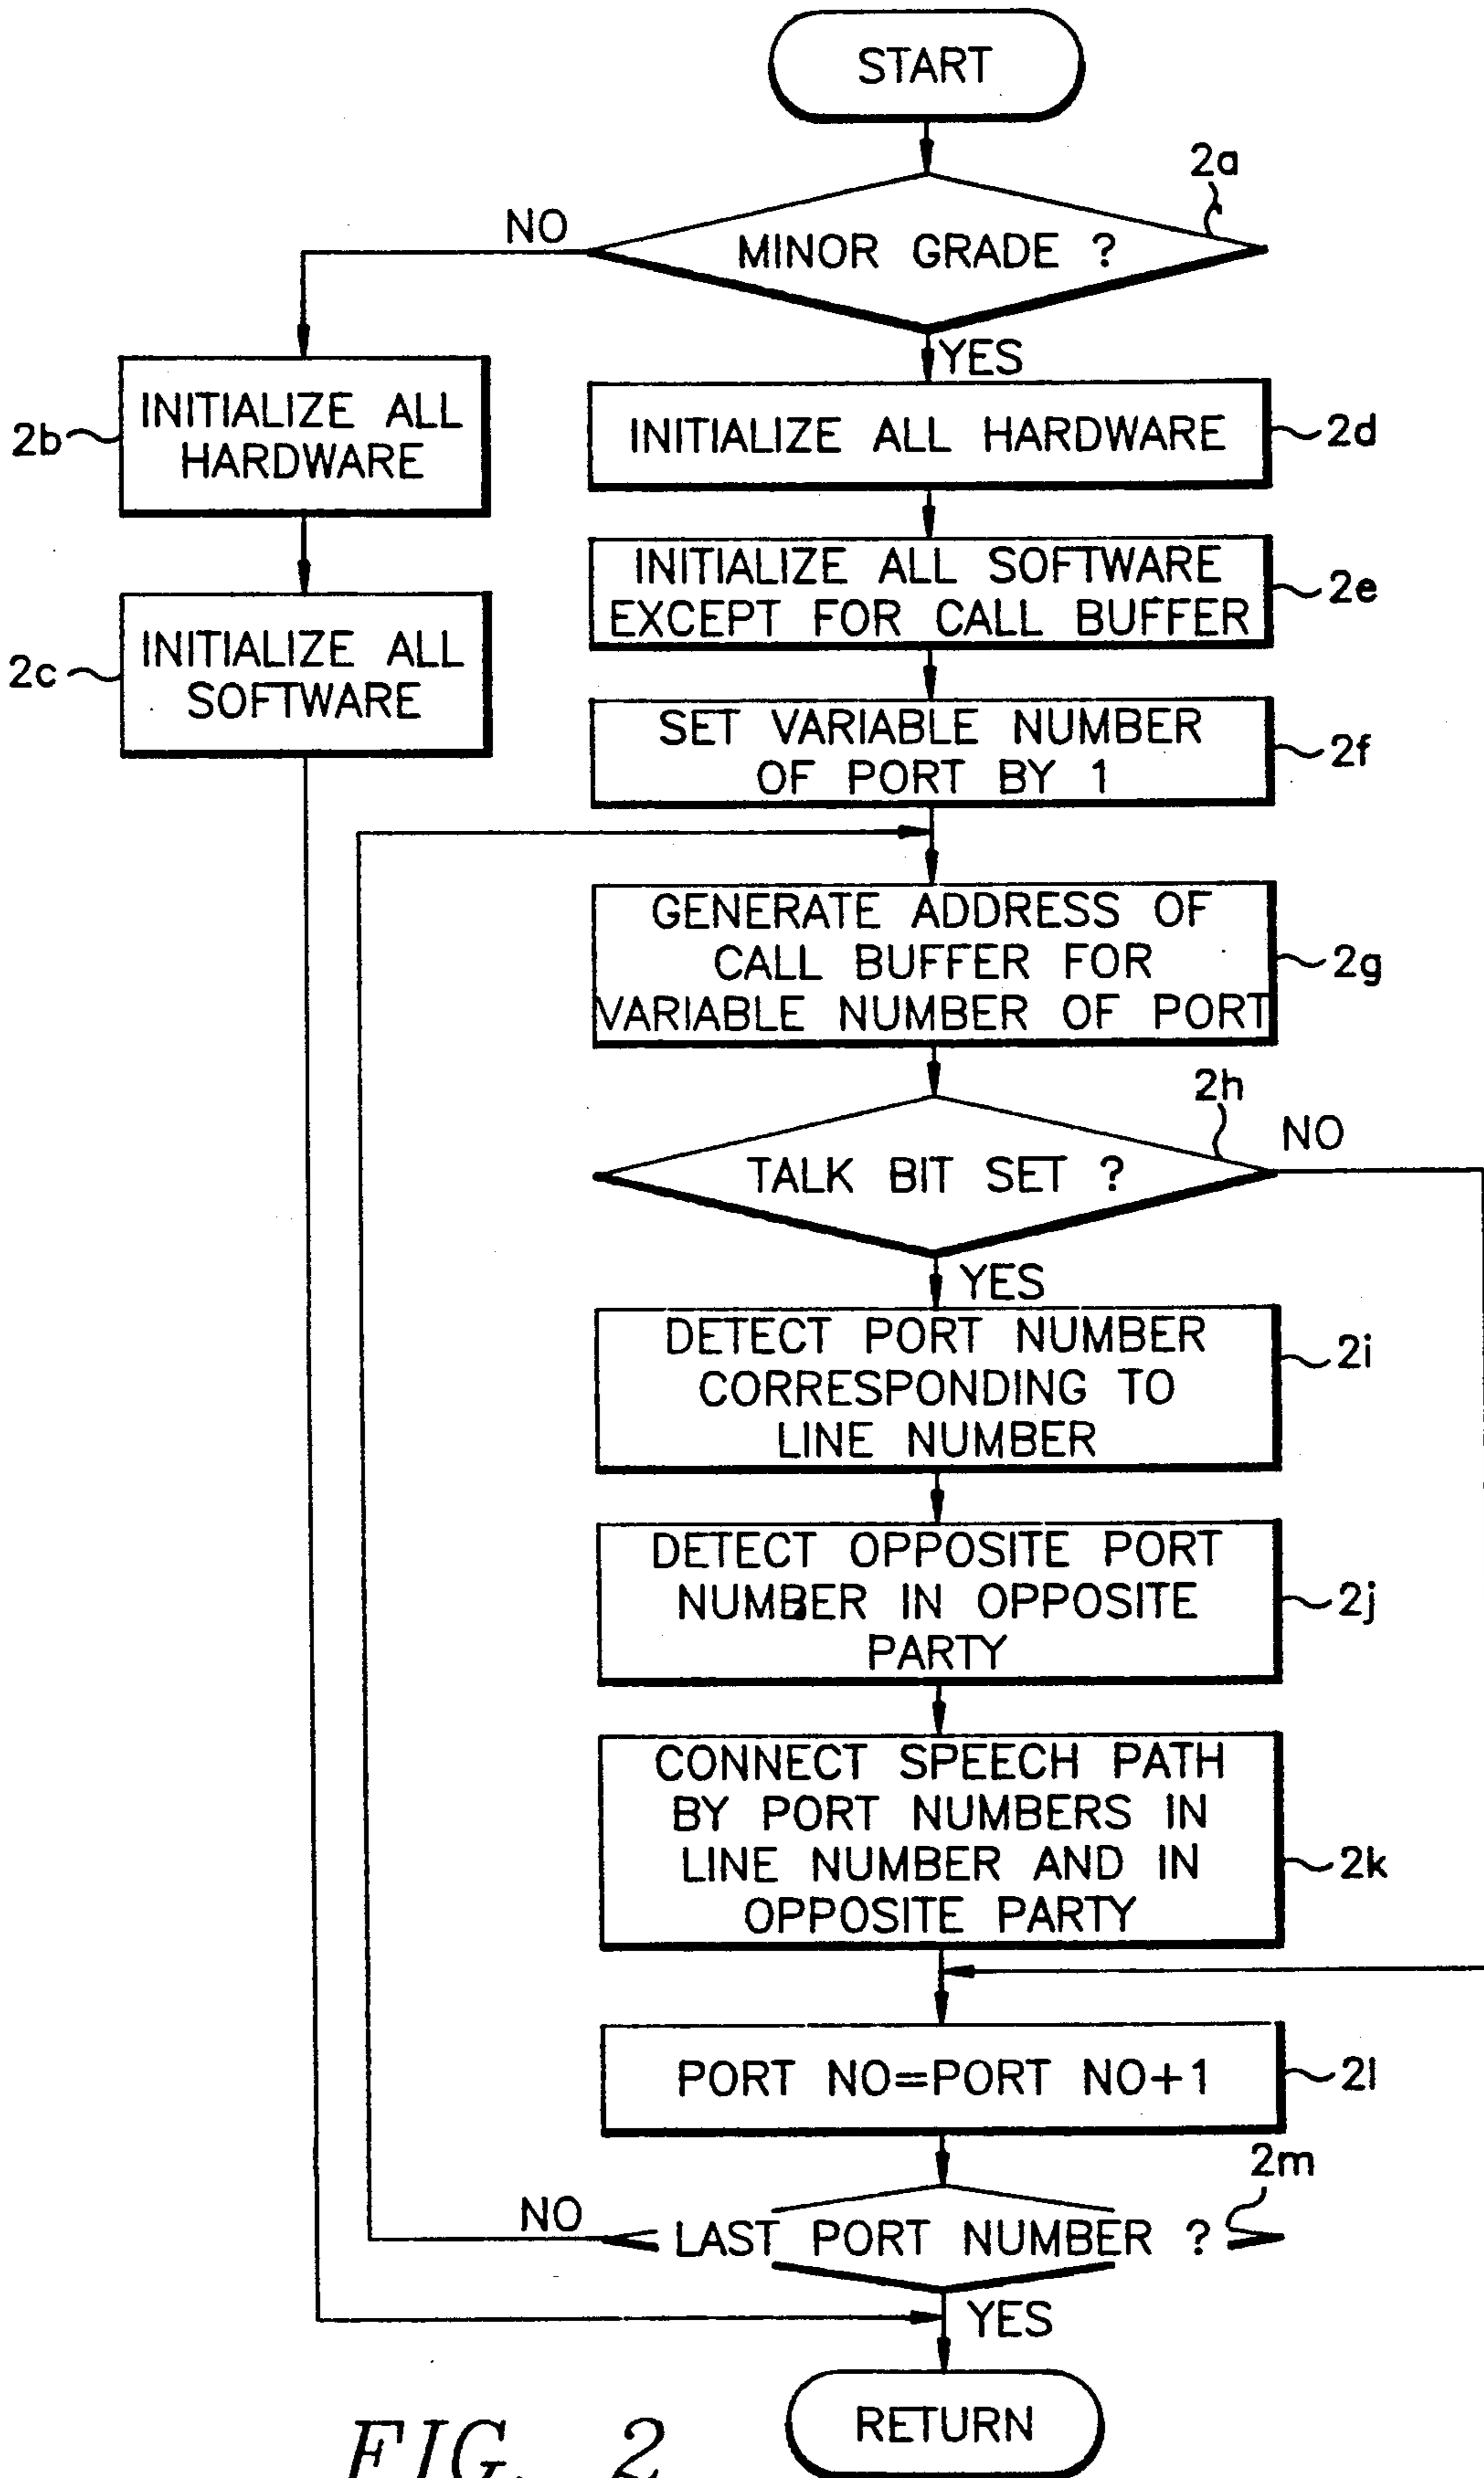 START
2a
NO
MINOR GRADE ?
YES
2b
INITIALIZE ALL
HARDWARE
INITIALIZE ALL HARDWARE
2d
INITIALIZE ALL SOFTWARE
EXCEPT FOR CALL BUFFER
2e
2c
INITIALIZE ALL
SOFTWARE
SET VARIABLE NUMBER
OF PORT BY 1
2f
GENERATE ADDRESS OF
CALL BUFFER FOR
VARIABLE NUMBER OF PORT
2g
2h
NO
TALK BIT SET ?
YES
DETECT PORT NUMBER
CORRESPONDING TO
LINE NUMBER
2i
DETECT OPPOSITE PORT
NUMBER IN OPPOSITE
PARTY
2j
CONNECT SPEECH PATH
BY PORT NUMBERS IN
LINE NUMBER AND IN
OPPOSITE PARTY
2k
PORT NO=PORT NO+1
2l
2m
NO
LAST PORT NUMBER ?
YES
RETURN
FIG. 2